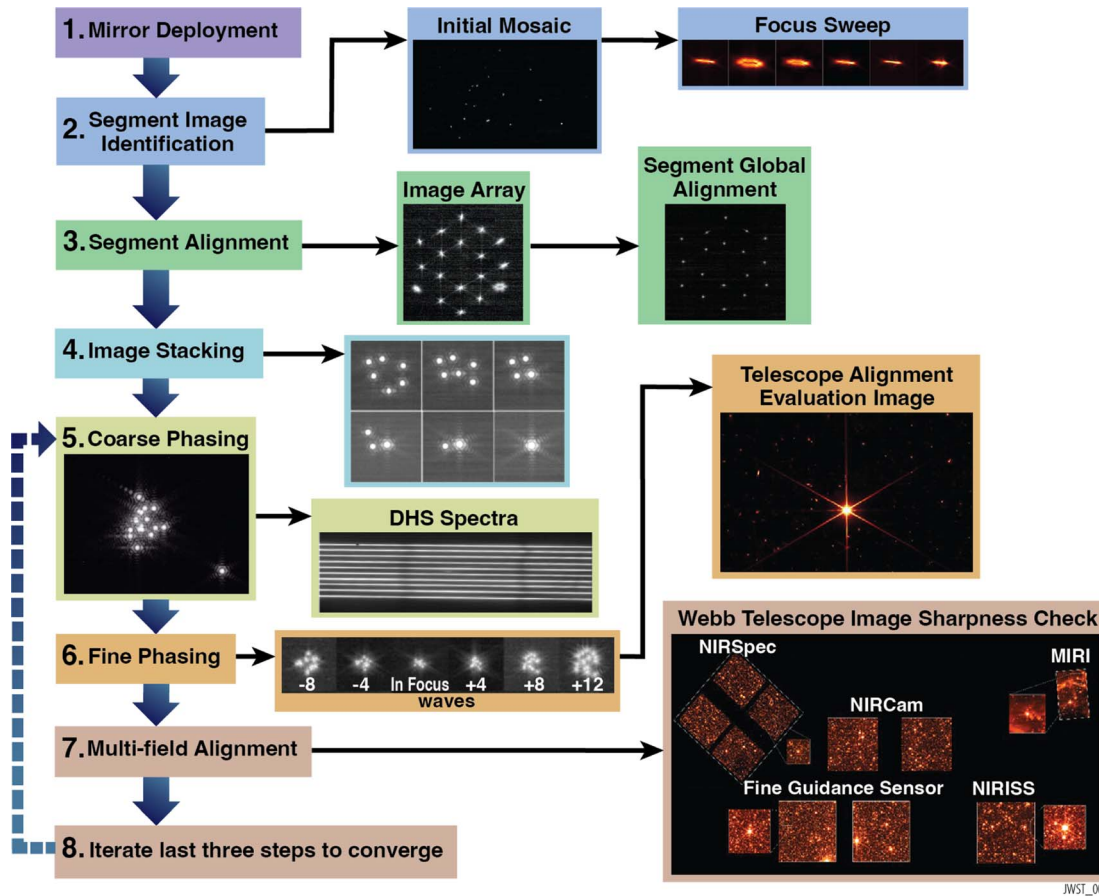 1. Mirror Deployment
Initial Mosaic
Focus Sweep
2. Segment Image
Identification
Image Array
Segment Global
Alignment
3. Segment Alignment
4. Image Stacking
Telescope Alignment
Evaluation Image
5. Coarse Phasing
DHS Spectra
6. Fine Phasing
-8 -4 In Focus +4 +8 +12
waves
Webb Telescope Image Sharpness Check
NIRSpec
MIRI
NIRCam
7. Multi-field Alignment
Fine Guidance Sensor
NIRISS
8. Iterate last three steps to converge